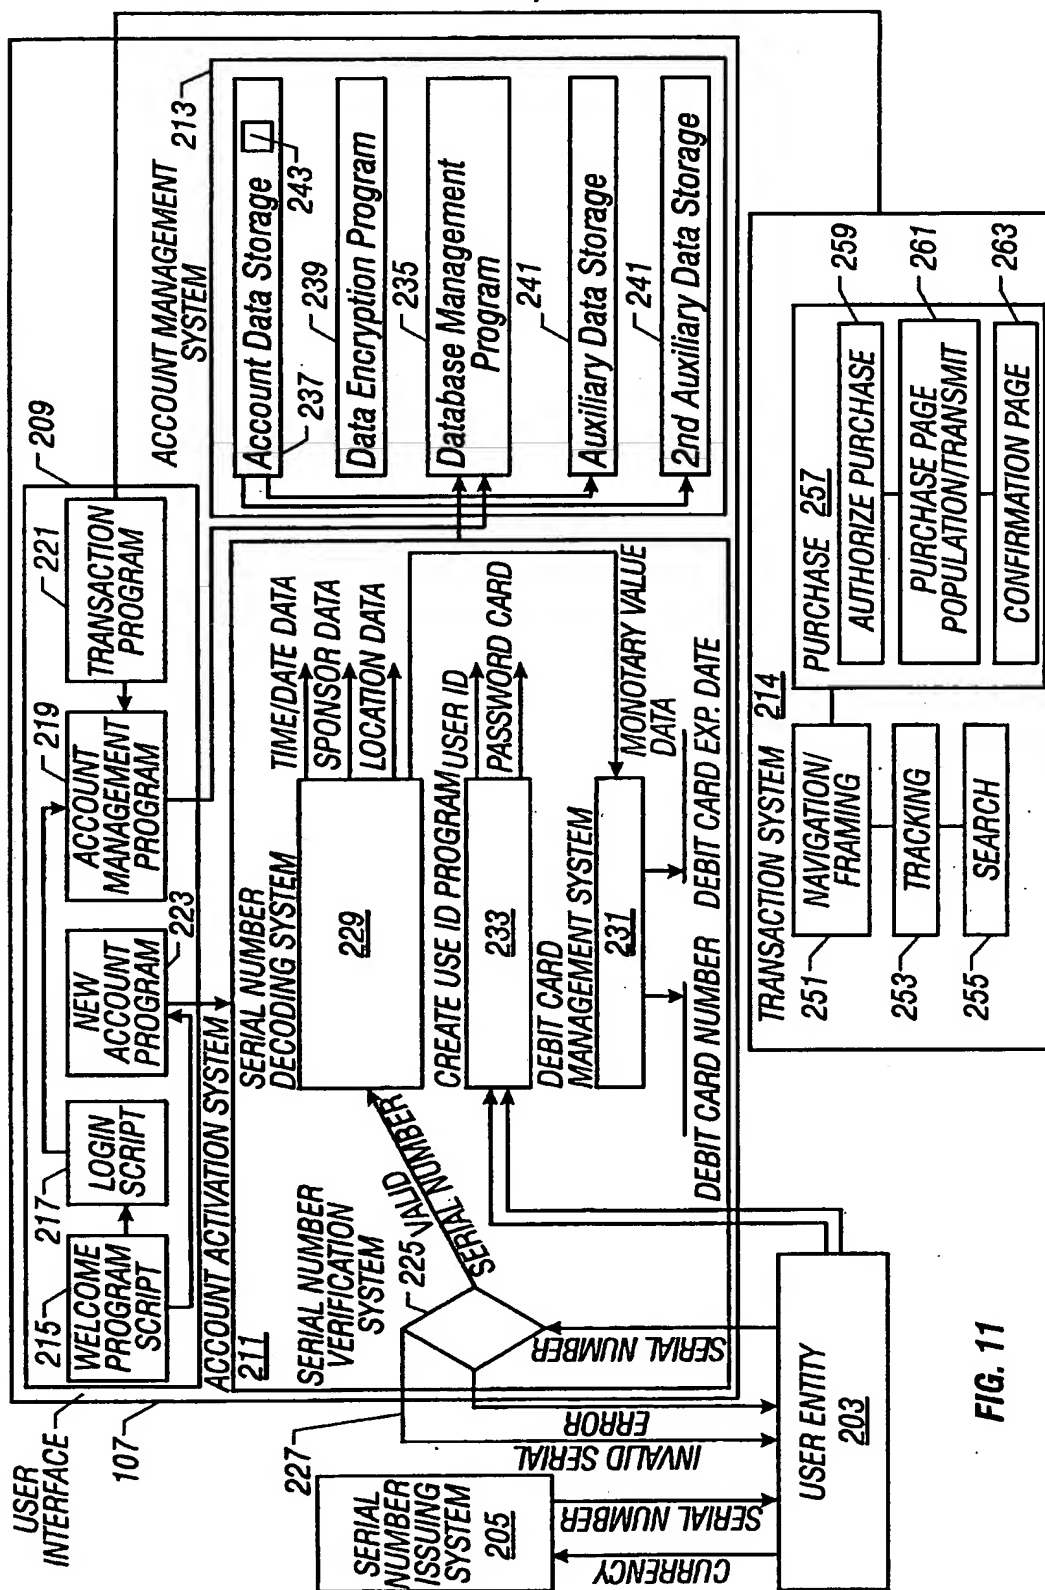 USER
INTERFACE
107
209
215
WELCOME
PROGRAM
SCRIPT
217
LOGIN
SCRIPT
NEW
ACCOUNT
PROGRAM
223
219
ACCOUNT
MANAGEMENT
PROGRAM
221
TRANSACTION
PROGRAM
ACCOUNT MANAGEMENT
SYSTEM
213
Account Data Storage
243
237
Data Encryption Program
239
Database Management
Program
235
Auxiliary Data Storage
241
2nd Auxiliary Data Storage
241
ACCOUNT ACTIVATION SYSTEM
211
SERIAL NUMBER
VERIFICATION
SYSTEM
225
VALID
SERIAL NUMBER
SERIAL NUMBER
DECODING SYSTEM
229
TIME/DATE DATA
SPONSOR DATA
LOCATION DATA
CREATE USE ID PROGRAM
233
USER ID
PASSWORD CARD
DEBIT CARD
MANAGEMENT SYSTEM
231
MONOTARY VALUE
DATA
DEBIT CARD NUMBER
DEBIT CARD EXP. DATE
227
SERIAL
NUMBER
ISSUING
SYSTEM
205
CURRENCY
SERIAL NUMBER
INVALID SERIAL
ERROR
SERIAL NUMBER
USER ENTITY
203
TRANSACTION SYSTEM
214
251
NAVIGATION/
FRAMING
253
TRACKING
255
SEARCH
PURCHASE
257
AUTHORIZE PURCHASE
259
PURCHASE PAGE
POPULATION/TRANSMIT
261
CONFIRMATION PAGE
263
FIG. 11